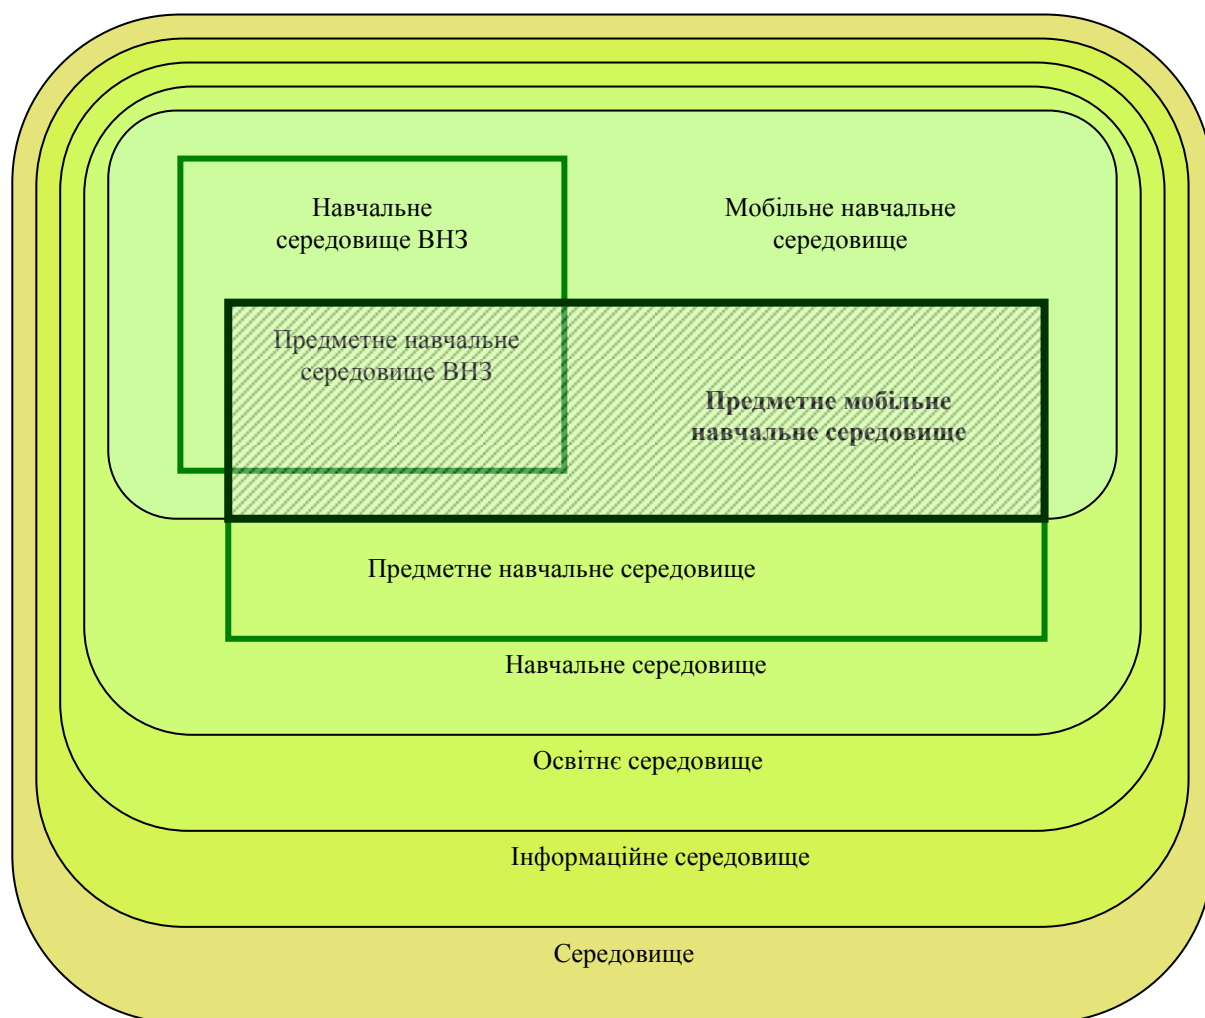 Навчальне
середовище ВНЗ
Мобільне навчальне
середовище
Предметне навчальне
середовище ВНЗ
Предметне мобільне
навчальне середовище
Предметне навчальне середовище
Навчальне середовище
Освітнє середовище
Інформаційне середовище
Середовище